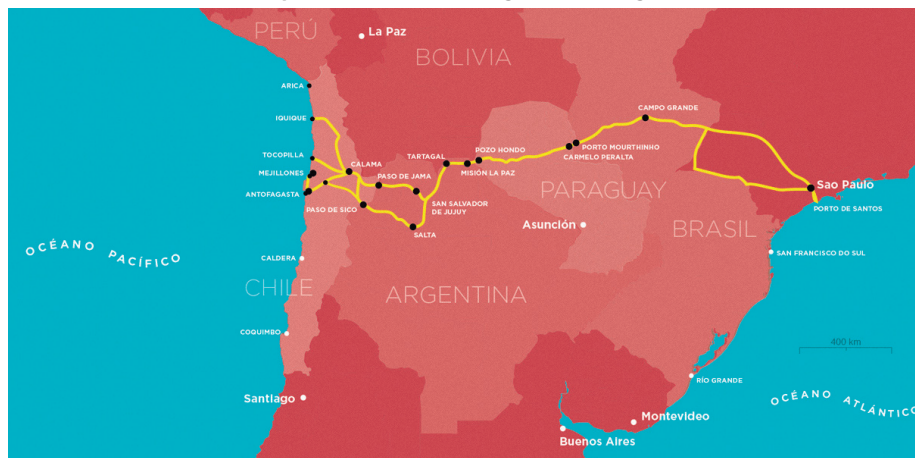 PERÚ
La Paz
BOLIVIA
ARICA
CAMPO GRANDE
IQUIQUE
PORTO MOURTHINHO
POZO HONDO
TOCOPILLA
TARTAGAL
CARMELO PERALTA
CALAMA
MISIÓN LA PAZ
MEJILLONES
PASO DE JAMA
PARAGUAY
Sao Paulo
ANTOFAGASTA
SAN SALVADOR
DE JUJUY
PASO DE SICO
PORTO DE SANTOS
Asunción
BRASIL
SALTA
OCÉANO
PACÍFICO
SAN FRANCISCO DO SUL
CALDERA
CHILE
ARGENTINA
COQUIMBO
400 km
RÍO GRANDE
Santiago
OCÉANO ATLÁNTICO
Montevideo
Buenos Aires